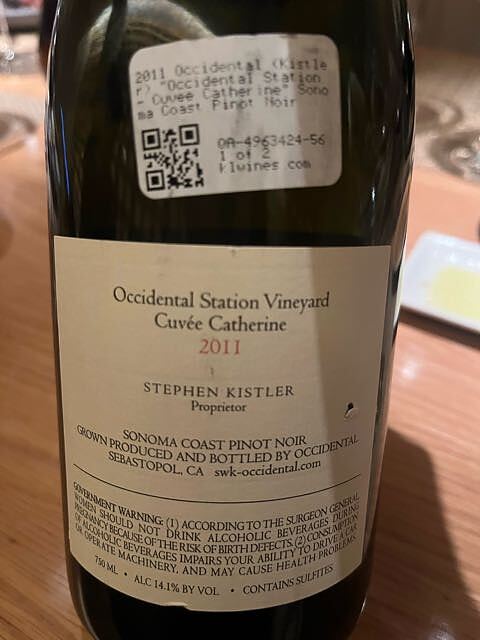 2011 Occidental (Kistle
r) "Occidental Station
- Cuvee Catherine" Sono
ma Coast Pinot Noir
OA-4963424-56
1 of 2
klwines com
Occidental Station Vineyard
Cuvée Catherine
2011
STEPHEN KISTLER
Proprietor
SONOMA COAST PINOT NOIR
GROWN PRODUCED AND BOTTLED BY OCCIDENTAL
SEBASTOPOL, CA swk-occidental.com
GOVERNMENT WARNING: (1) ACCORDING TO THE SURGEON GENERAL
WOMEN SHOULD NOT DRINK ALCOHOLIC BEVERAGES DURING
PREGNANCY BECAUSE OF THE RISK OF BIRTH DEFECTS. (2) CONSUMPTION
OF ALCOHOLIC BEVERAGES IMPAIRS YOUR ABILITY TO DRIVE A CAR
OR OPERATE MACHINERY, AND MAY CAUSE HEALTH PROBLEMS.
750 ML • ALC 14.1% BY VOL • CONTAINS SULFITES